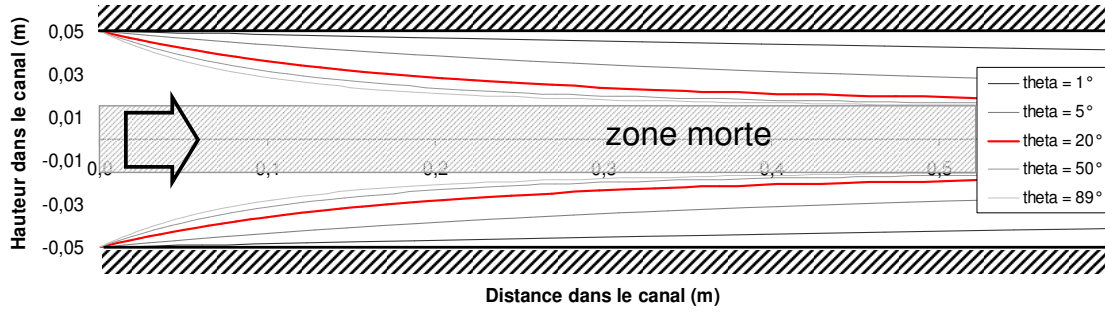 Hauteur dans le canal (m)
0,05
0,03
0,01
-0,01
-0,03
-0,05
zone morte
0,0
0,1
0,2
0,3
0,4
0,5
theta = 1°
theta = 5°
theta = 20°
theta = 50°
theta = 89°
Distance dans le canal (m)